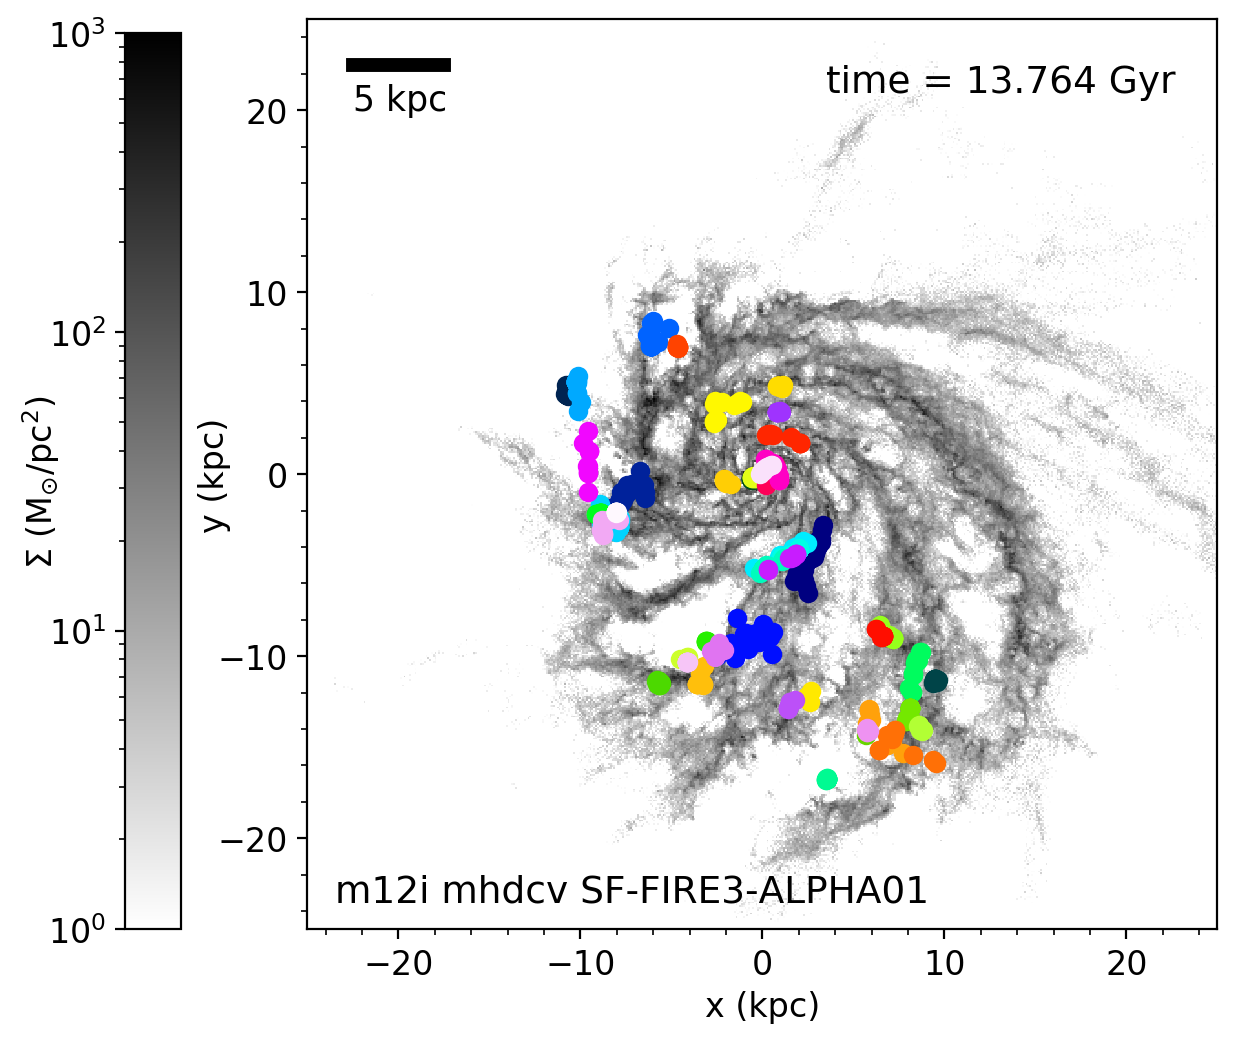 10³
10²
10¹
10⁰
Σ (M⊙/pc²)
5 kpc
time = 13.764 Gyr
20
10
0
−10
−20
y (kpc)
m12i mhdcv SF-FIRE3-ALPHA01
−20
−10
0
10
20
x (kpc)